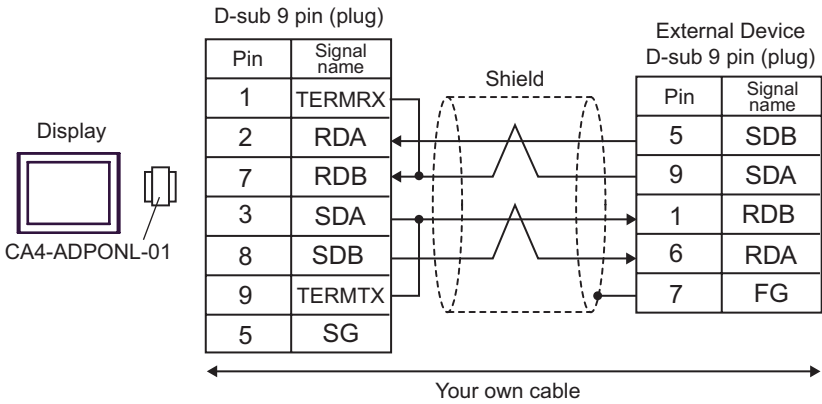 D-sub 9 pin (plug)
Pin Signal name
1 TERMRX
2 RDA
7 RDB
3 SDA
8 SDB
9 TERMTX
5 SG
Display
CA4-ADPONL-01
Shield
External Device
D-sub 9 pin (plug)
Pin Signal name
5 SDB
9 SDA
1 RDB
6 RDA
7 FG
Your own cable